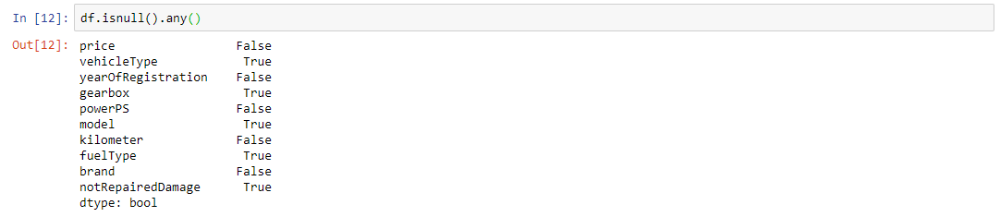 In [12]: df.isnull().any()
Out[12]: price False
vehicleType True
yearOfRegistration False
gearbox True
powerPS False
model True
kilometer False
fuelType True
brand False
notRepairedDamage True
dtype: bool